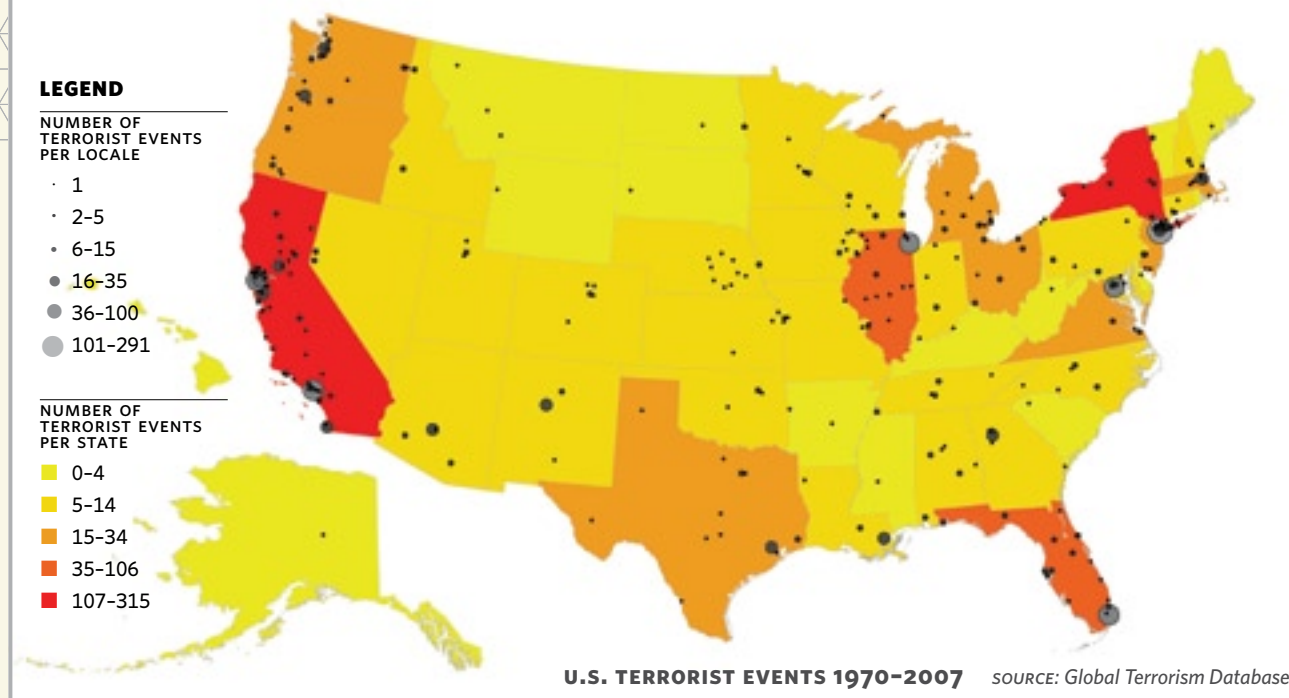 LEGEND
NUMBER OF
TERRORIST EVENTS
PER LOCALE
1
2–5
6–15
16–35
36–100
101–291
NUMBER OF
TERRORIST EVENTS
PER STATE
0–4
5–14
15–34
35–106
107–315
U.S. TERRORIST EVENTS 1970–2007 SOURCE: Global Terrorism Database